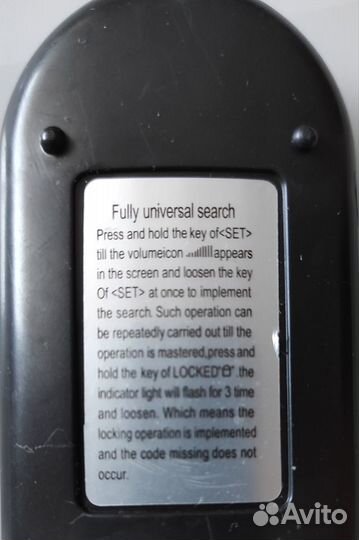 Fully universal search
Press and hold the key of<SET>
till the volumeicon appears
in the screen and loosen the key
Of <SET> at once to implement
the search. Such operation can
be repeatedly carried out till the
operation is mastered,press and
hold the key of LOCKED" " .the
indicator light will flash for 3 time
and loosen. Which means the
locking operation is implemented
and the code missing does not
occur.
Avito